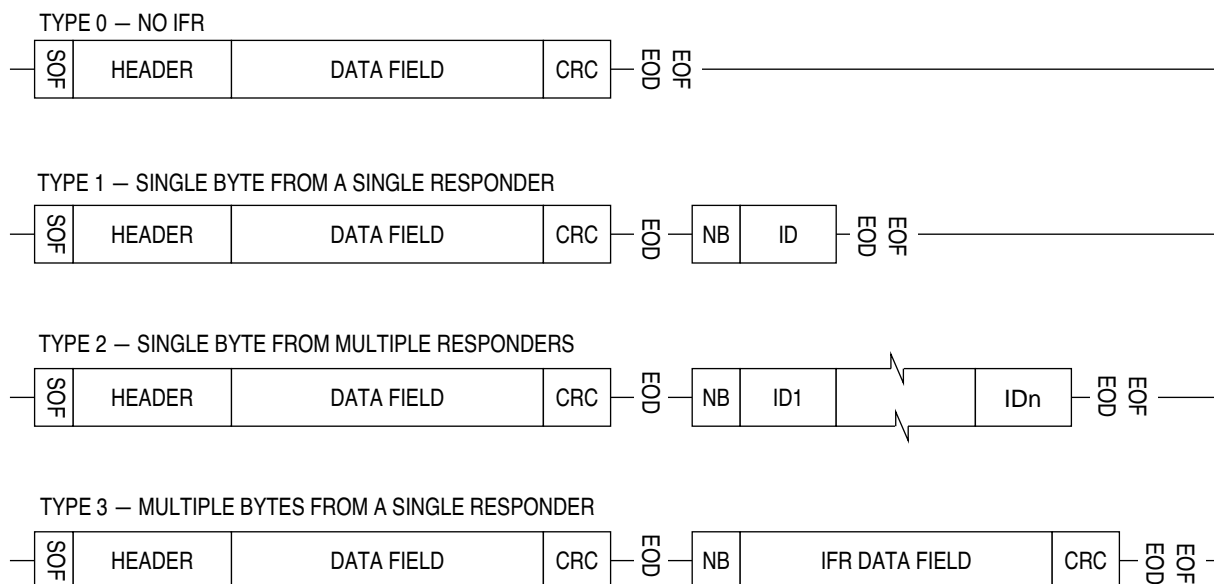 TYPE 0 — NO IFR
SOF HEADER DATA FIELD CRC EOD EOF
TYPE 1 — SINGLE BYTE FROM A SINGLE RESPONDER
SOF HEADER DATA FIELD CRC EOD NB ID EOD EOF
TYPE 2 — SINGLE BYTE FROM MULTIPLE RESPONDERS
SOF HEADER DATA FIELD CRC EOD NB ID1 IDn EOD EOF
TYPE 3 — MULTIPLE BYTES FROM A SINGLE RESPONDER
SOF HEADER DATA FIELD CRC EOD NB IFR DATA FIELD CRC EOD EOF